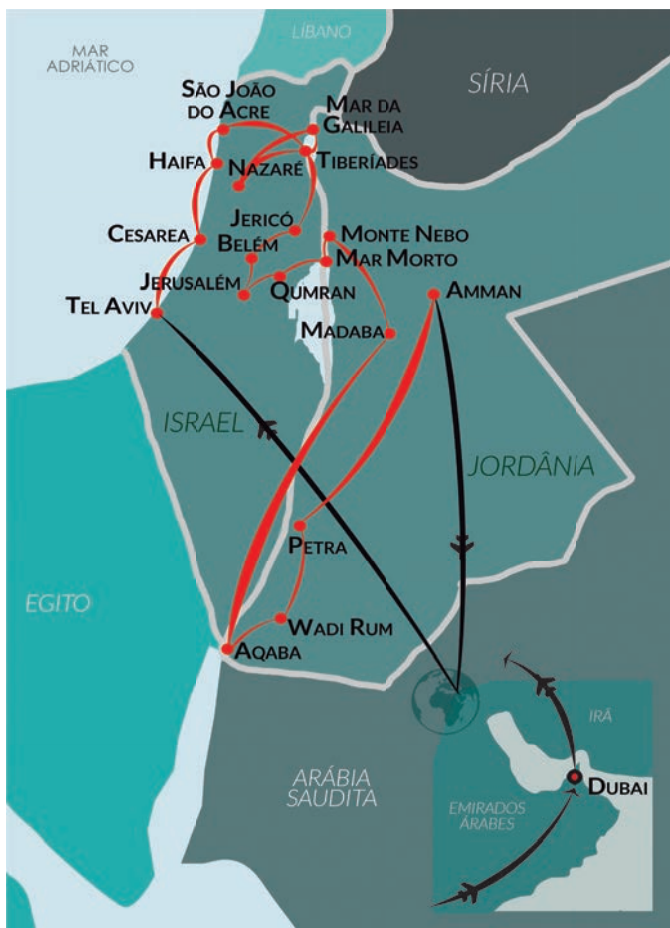 LÍBANO
MAR
ADRIÁTICO
SÍRIA
SÃO JOÃO
DO ACRE
MAR DA
GALILEIA
HAIFA
NAZARÉ
TIBERÍADES
JERICÓ
CESAREA
BELÉM
MONTE NEBO
MAR MORTO
JERUSALÉM
QUMRAN
AMMAN
TEL AVIV
MADABA
ISRAEL
JORDÂNIA
PETRA
EGITO
WADI RUM
AQABA
IRÃ
ARÁBIA
SAUDITA
DUBAI
EMIRADOS
ÁRABES